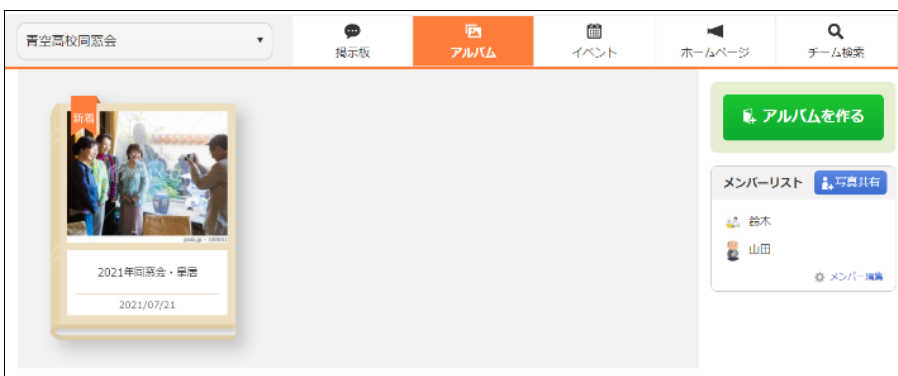 青空高校同窓会
掲示板
アルバム
イベント
ホームページ
チーム検索
新着
2021年同窓会・皐居
2021/07/21
アルバムを作る
メンバーリスト
写真共有
鈴木
山田
メンバー編集